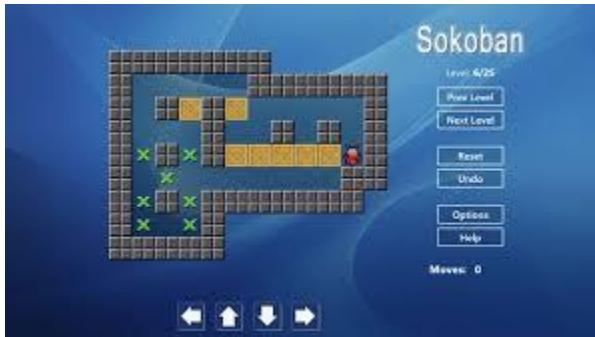 Sokoban
Level: 6/25
Prev Level
Next Level
Reset
Undo
Options
Help
Moves: 0